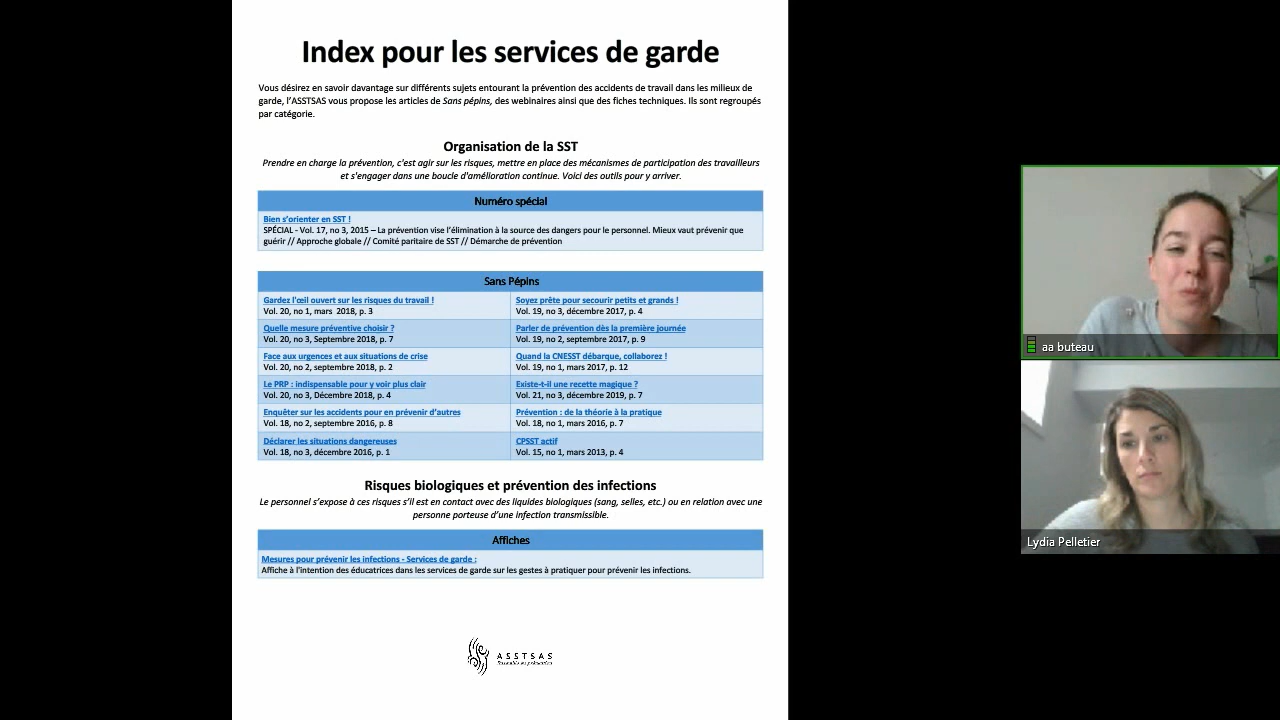 Index pour les services de garde
Vous désirez en savoir davantage sur différents sujets entourant la prévention des accidents de travail dans les milieux de
garde, l'ASSTSAS vous propose les articles de Sans pépins, des webinaires ainsi que des fiches techniques. Ils sont regroupés
par catégorie.
Organisation de la SST
Prendre en charge la prévention, c'est agir sur les risques, mettre en place des mécanismes de participation des travailleurs
et s'engager dans une boucle d'amélioration continue. Voici des outils pour y arriver.
Numéro spécial
Bien s'orienter en SST !
SPÉCIAL - Vol. 17, no 3, 2015 – La prévention vise l'élimination à la source des dangers pour le personnel. Mieux vaut prévenir que
guérir // Approche globale // Comité paritaire de SST // Démarche de prévention
Sans Pépins
Gardez l'œil ouvert sur les risques du travail !
Vol. 20, no 1, mars 2018, p. 3
Soyez prête pour secourir petits et grands !
Vol. 19, no 3, décembre 2017, p. 4
Quelle mesure préventive choisir ?
Vol. 20, no 3, Septembre 2018, p. 7
Parler de prévention dès la première journée
Vol. 19, no 2, septembre 2017, p. 9
Face aux urgences et aux situations de crise
Vol. 20, no 2, septembre 2018, p. 2
Quand la CNESST débarque, collaborez !
Vol. 19, no 1, mars 2017, p. 12
Le PRP : indispensable pour y voir plus clair
Vol. 20, no 3, Décembre 2018, p. 4
Existe-t-il une recette magique ?
Vol. 21, no 3, décembre 2019, p. 7
Enquêter sur les accidents pour en prévenir d'autres
Vol. 18, no 2, septembre 2016, p. 8
Prévention : de la théorie à la pratique
Vol. 18, no 1, mars 2016, p. 7
Déclarer les situations dangereuses
Vol. 18, no 3, décembre 2016, p. 1
CPSST actif
Vol. 15, no 1, mars 2013, p. 4
Risques biologiques et prévention des infections
Le personnel s'expose à ces risques s'il est en contact avec des liquides biologiques (sang, selles, etc.) ou en relation avec une
personne porteuse d'une infection transmissible.
Affiches
Mesures pour prévenir les infections - Services de garde :
Affiche à l'intention des éducatrices dans les services de garde sur les gestes à pratiquer pour prévenir les infections.
ASSTSAS
aa buteau
Lydia Pelletier